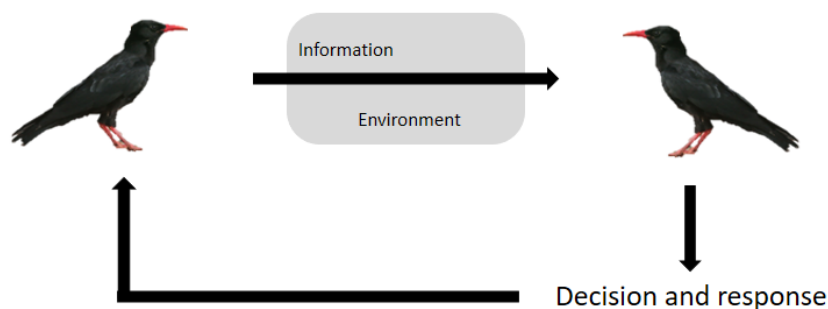 Information
Environment
Decision and response